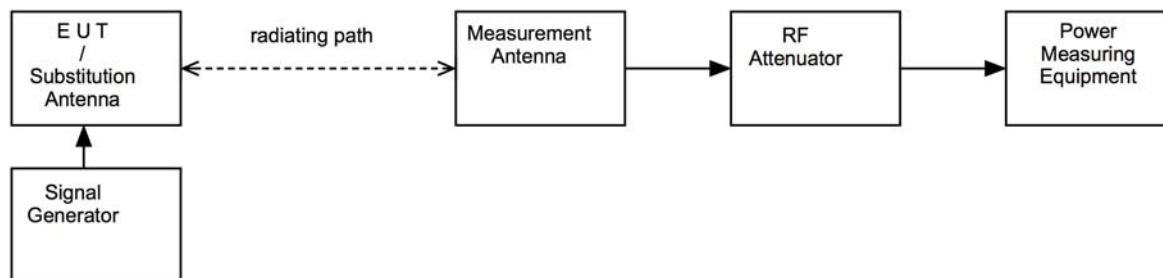 E U T
/
Substitution
Antenna
radiating path
Measurement
Antenna
RF
Attenuator
Power
Measuring
Equipment
Signal
Generator